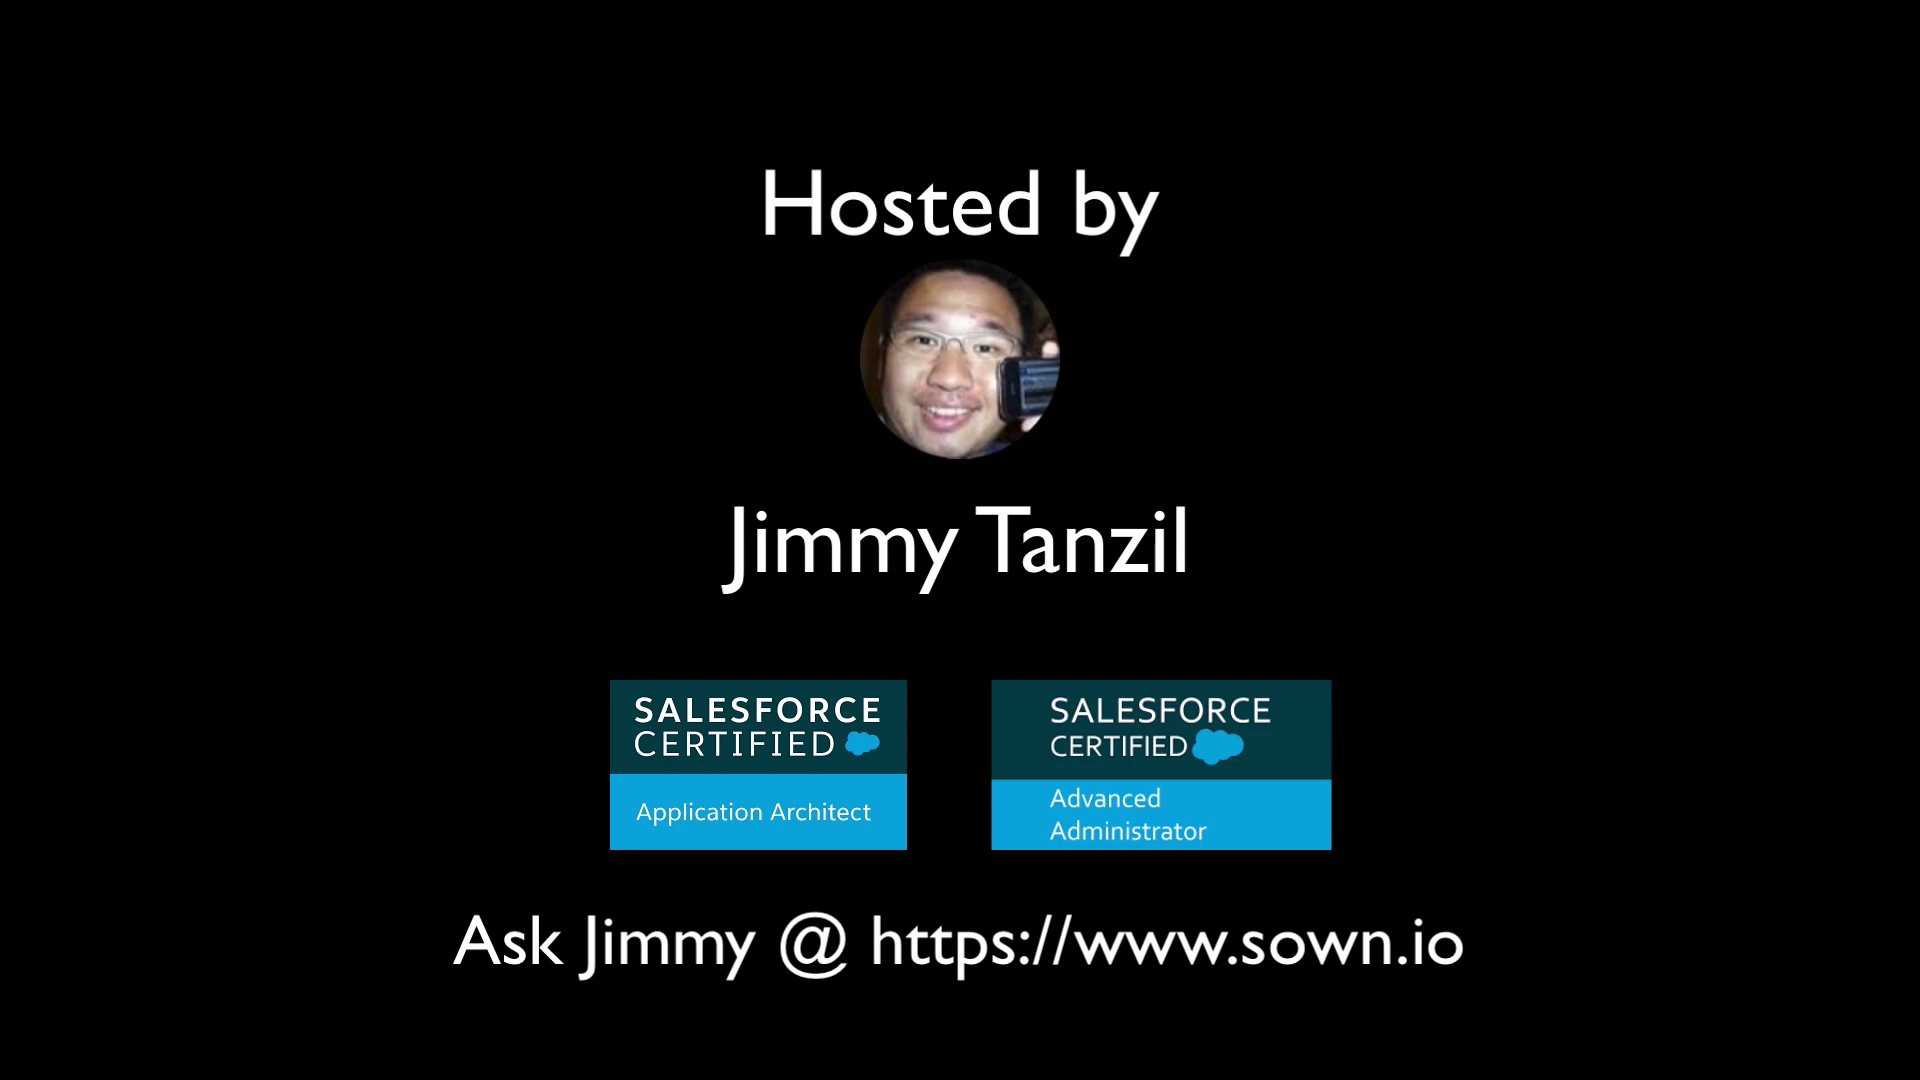 Hosted by
Jimmy Tanzil
SALESFORCE
CERTIFIED
Application Architect
SALESFORCE
CERTIFIED
Advanced
Administrator
Ask Jimmy @ https://www.sown.io